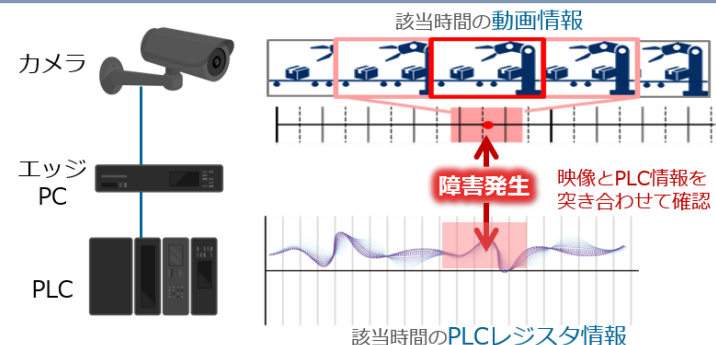 該当時間の動画情報
カメラ
エッジ
PC
障害発生
映像とPLC情報を
突き合わせて確認
PLC
該当時間のPLCレジスタ情報